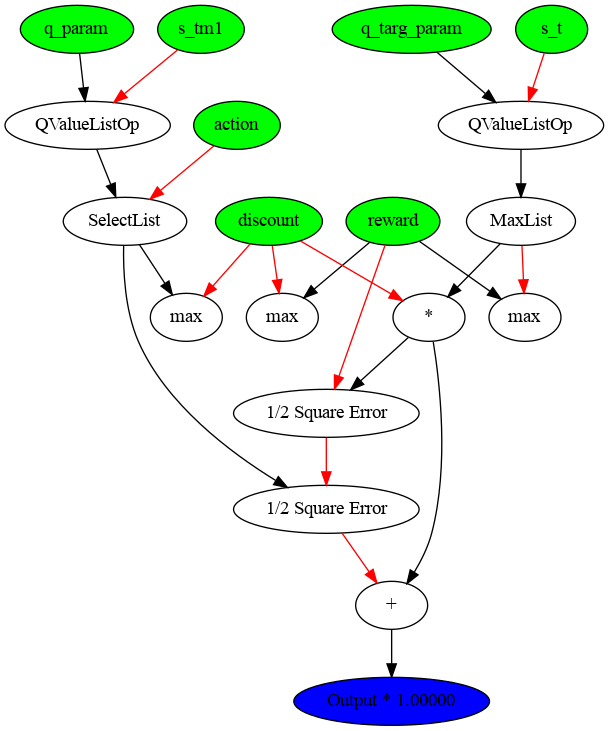 q_param
s_tm1
q_targ_param
s_t
QValueListOp
action
QValueListOp
SelectList
discount
reward
MaxList
max
max
*
max
1/2 Square Error
1/2 Square Error
+
Output * 1.00000